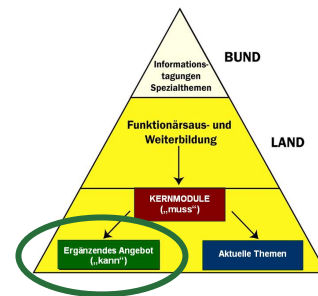 BUND
Informations-
tagungen
Spezialthemen
Funktionärsaus- und
Weiterbildung
LAND
KERNMODULE
(„muss“)
Ergänzendes Angebot
(„kann“)
Aktuelle Themen